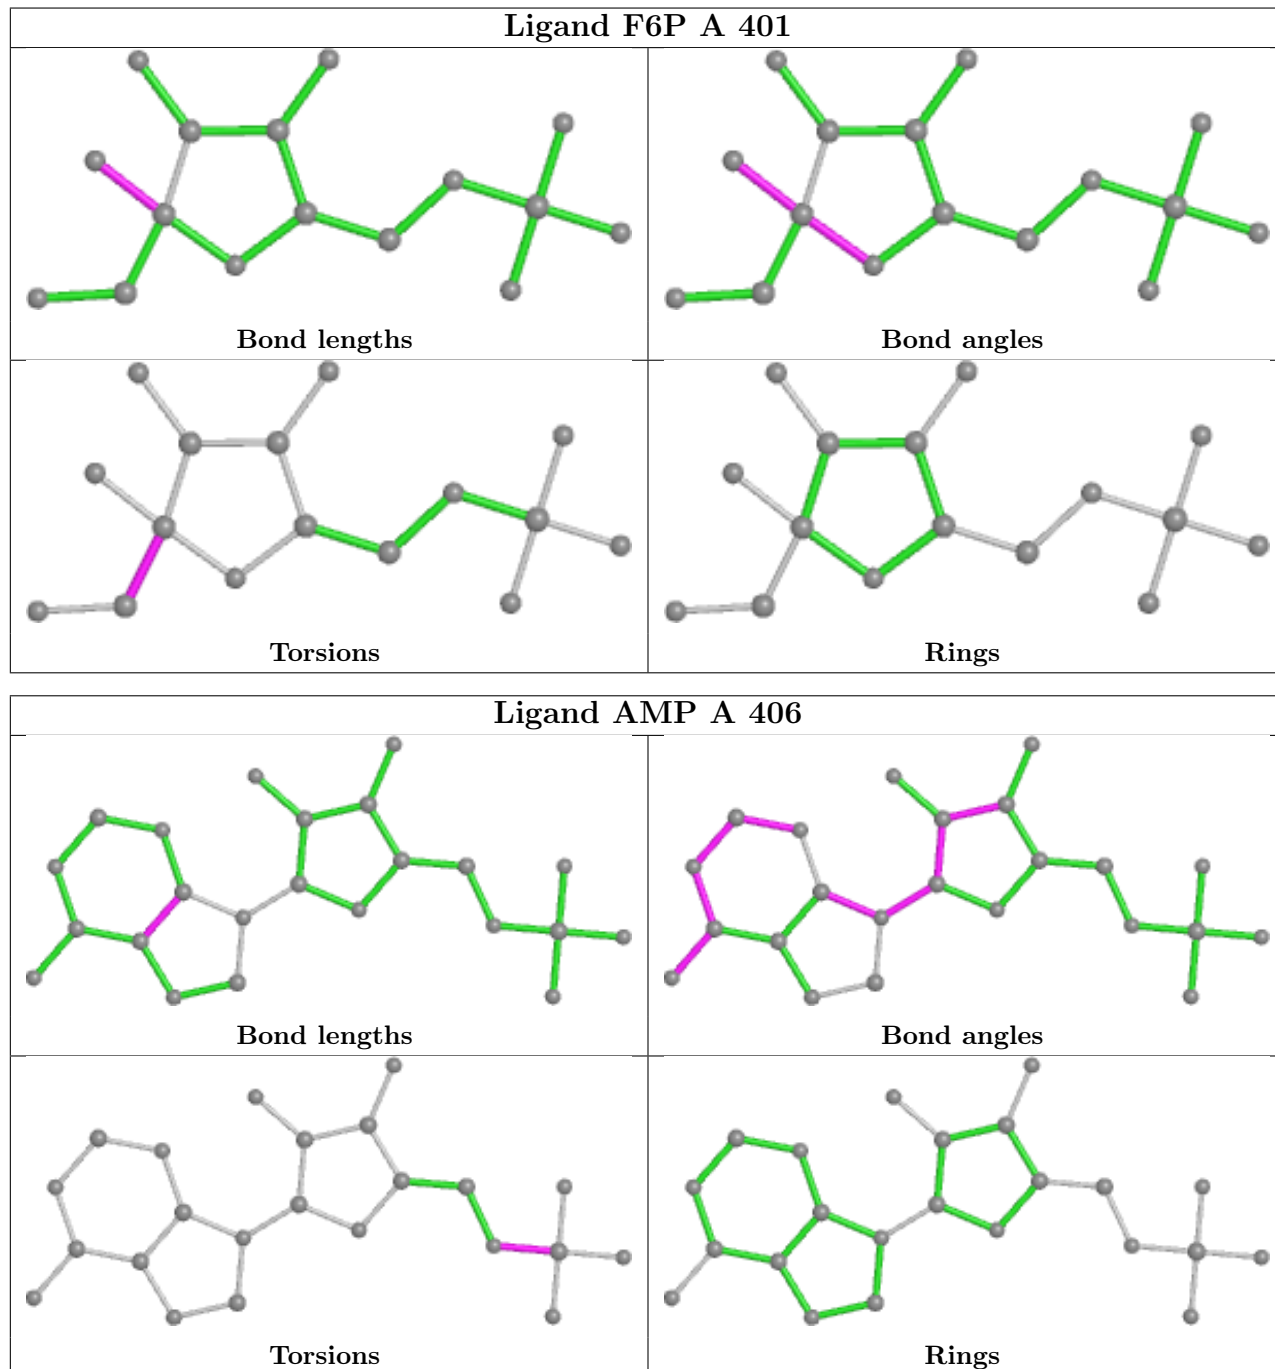 Ligand F6P A 401
Bond lengths
Bond angles
Torsions
Rings
Ligand AMP A 406
Bond lengths
Bond angles
Torsions
Rings